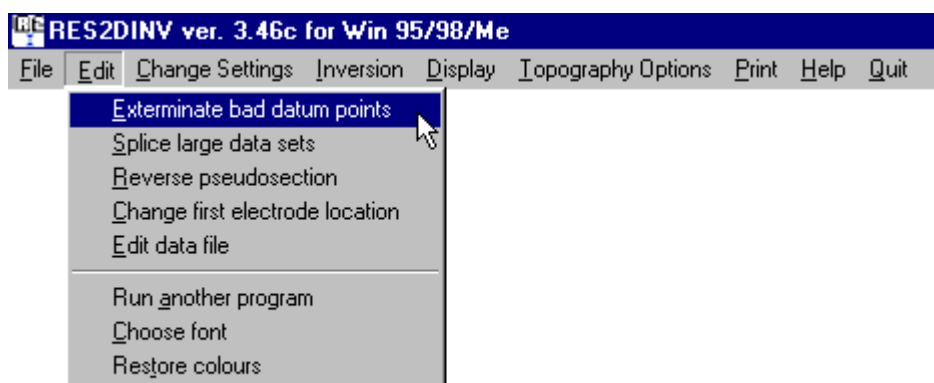 RES2DINV ver. 3.46c for Win 95/98/Me
File Edit Change Settings Inversion Display Topography Options Print Help Quit
Exterminate bad datum points
Splice large data sets
Reverse pseudosection
Change first electrode location
Edit data file
Run another program
Choose font
Restore colours